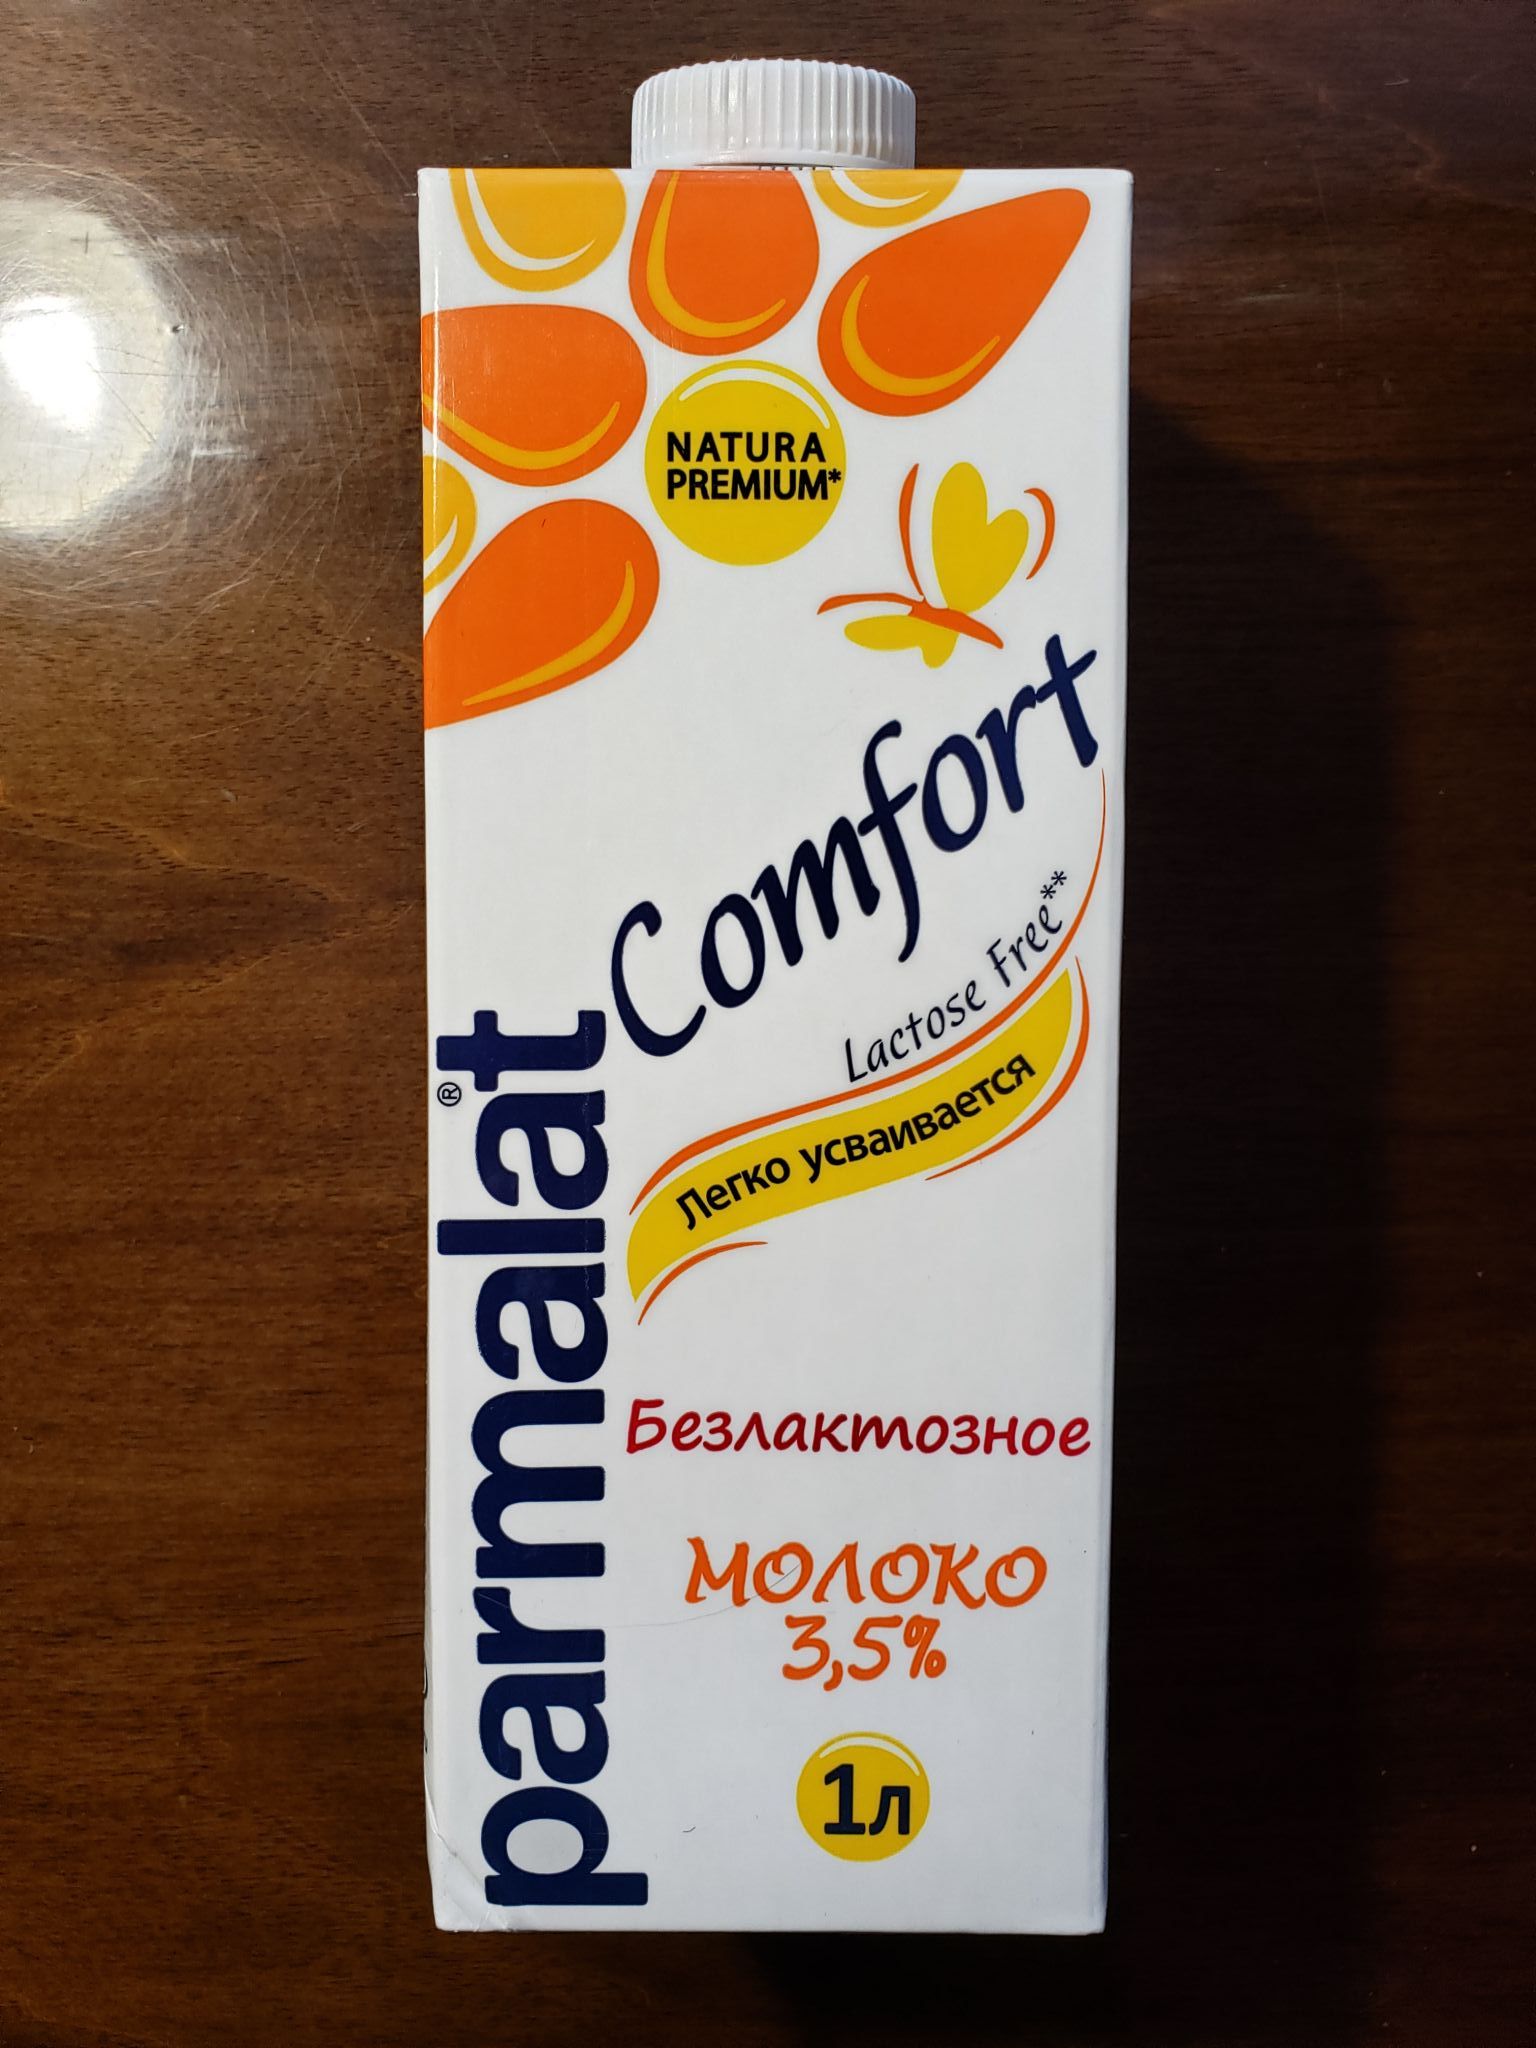 NATURA
PREMIUM*
Comfort
Lactose Free**
Легко усваивается
parmalat®
Безлактозное
молоко
3,5%
1л